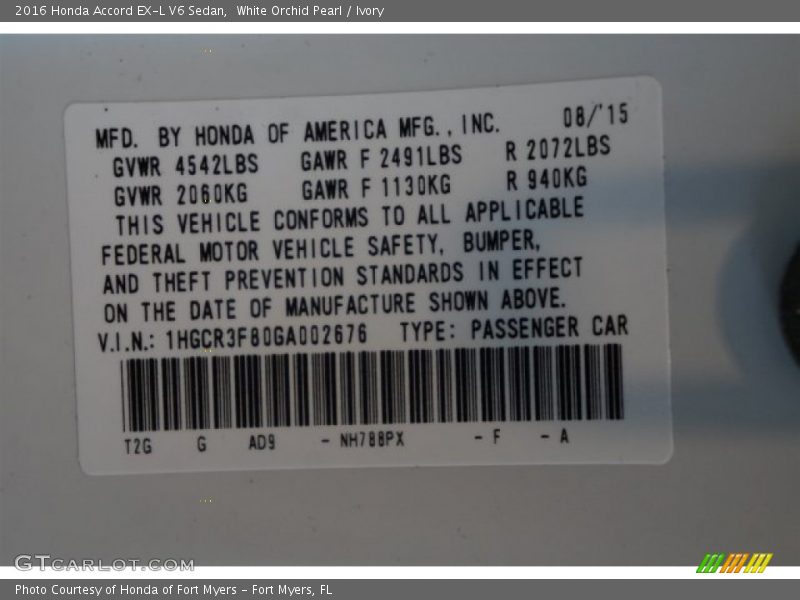 2016 Honda Accord EX-L V6 Sedan,  White Orchid Pearl / Ivory
MFD. BY HONDA OF AMERICA MFG., INC. 08/'15
GVWR 4542LBS GAWR F 2491LBS R 2072LBS
GVWR 2060KG GAWR F 1130KG R 940KG
THIS VEHICLE CONFORMS TO ALL APPLICABLE
FEDERAL MOTOR VEHICLE SAFETY, BUMPER,
AND THEFT PREVENTION STANDARDS IN EFFECT
ON THE DATE OF MANUFACTURE SHOWN ABOVE.
V.I.N.: 1HGCR3F80GA002676 TYPE: PASSENGER CAR
T2G G AD9 - NH788PX - F - A
GTCARLOT.COM
Photo Courtesy of Honda of Fort Myers - Fort Myers, FL